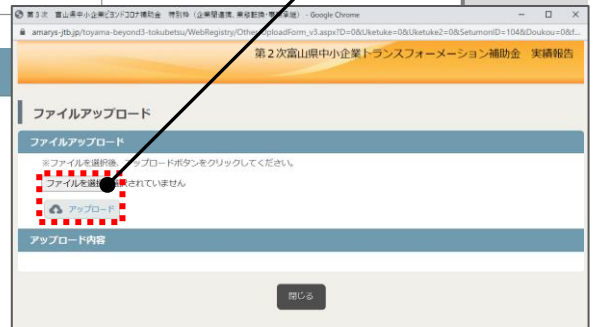 第3次 富山県中小企業ビヨンドコロナ補助金 特別枠(企業間連携、業種転換・事業承継) - Google Chrome
amarys-jtb.jp/toyama-beyond3-tokubetsu/WebRegistry/Other/UploadForm_v3.aspx?D=0&Uketuke=0&Uketuke2=0&SetumonID=104&Doukou=0&f...
第2次富山県中小企業トランスフォーメーション補助金 実績報告
ファイルアップロード
ファイルアップロード
※ファイルを選択後、アップロードボタンをクリックしてください。
ファイルを選択 選択されていません
アップロード
アップロード内容
閉じる